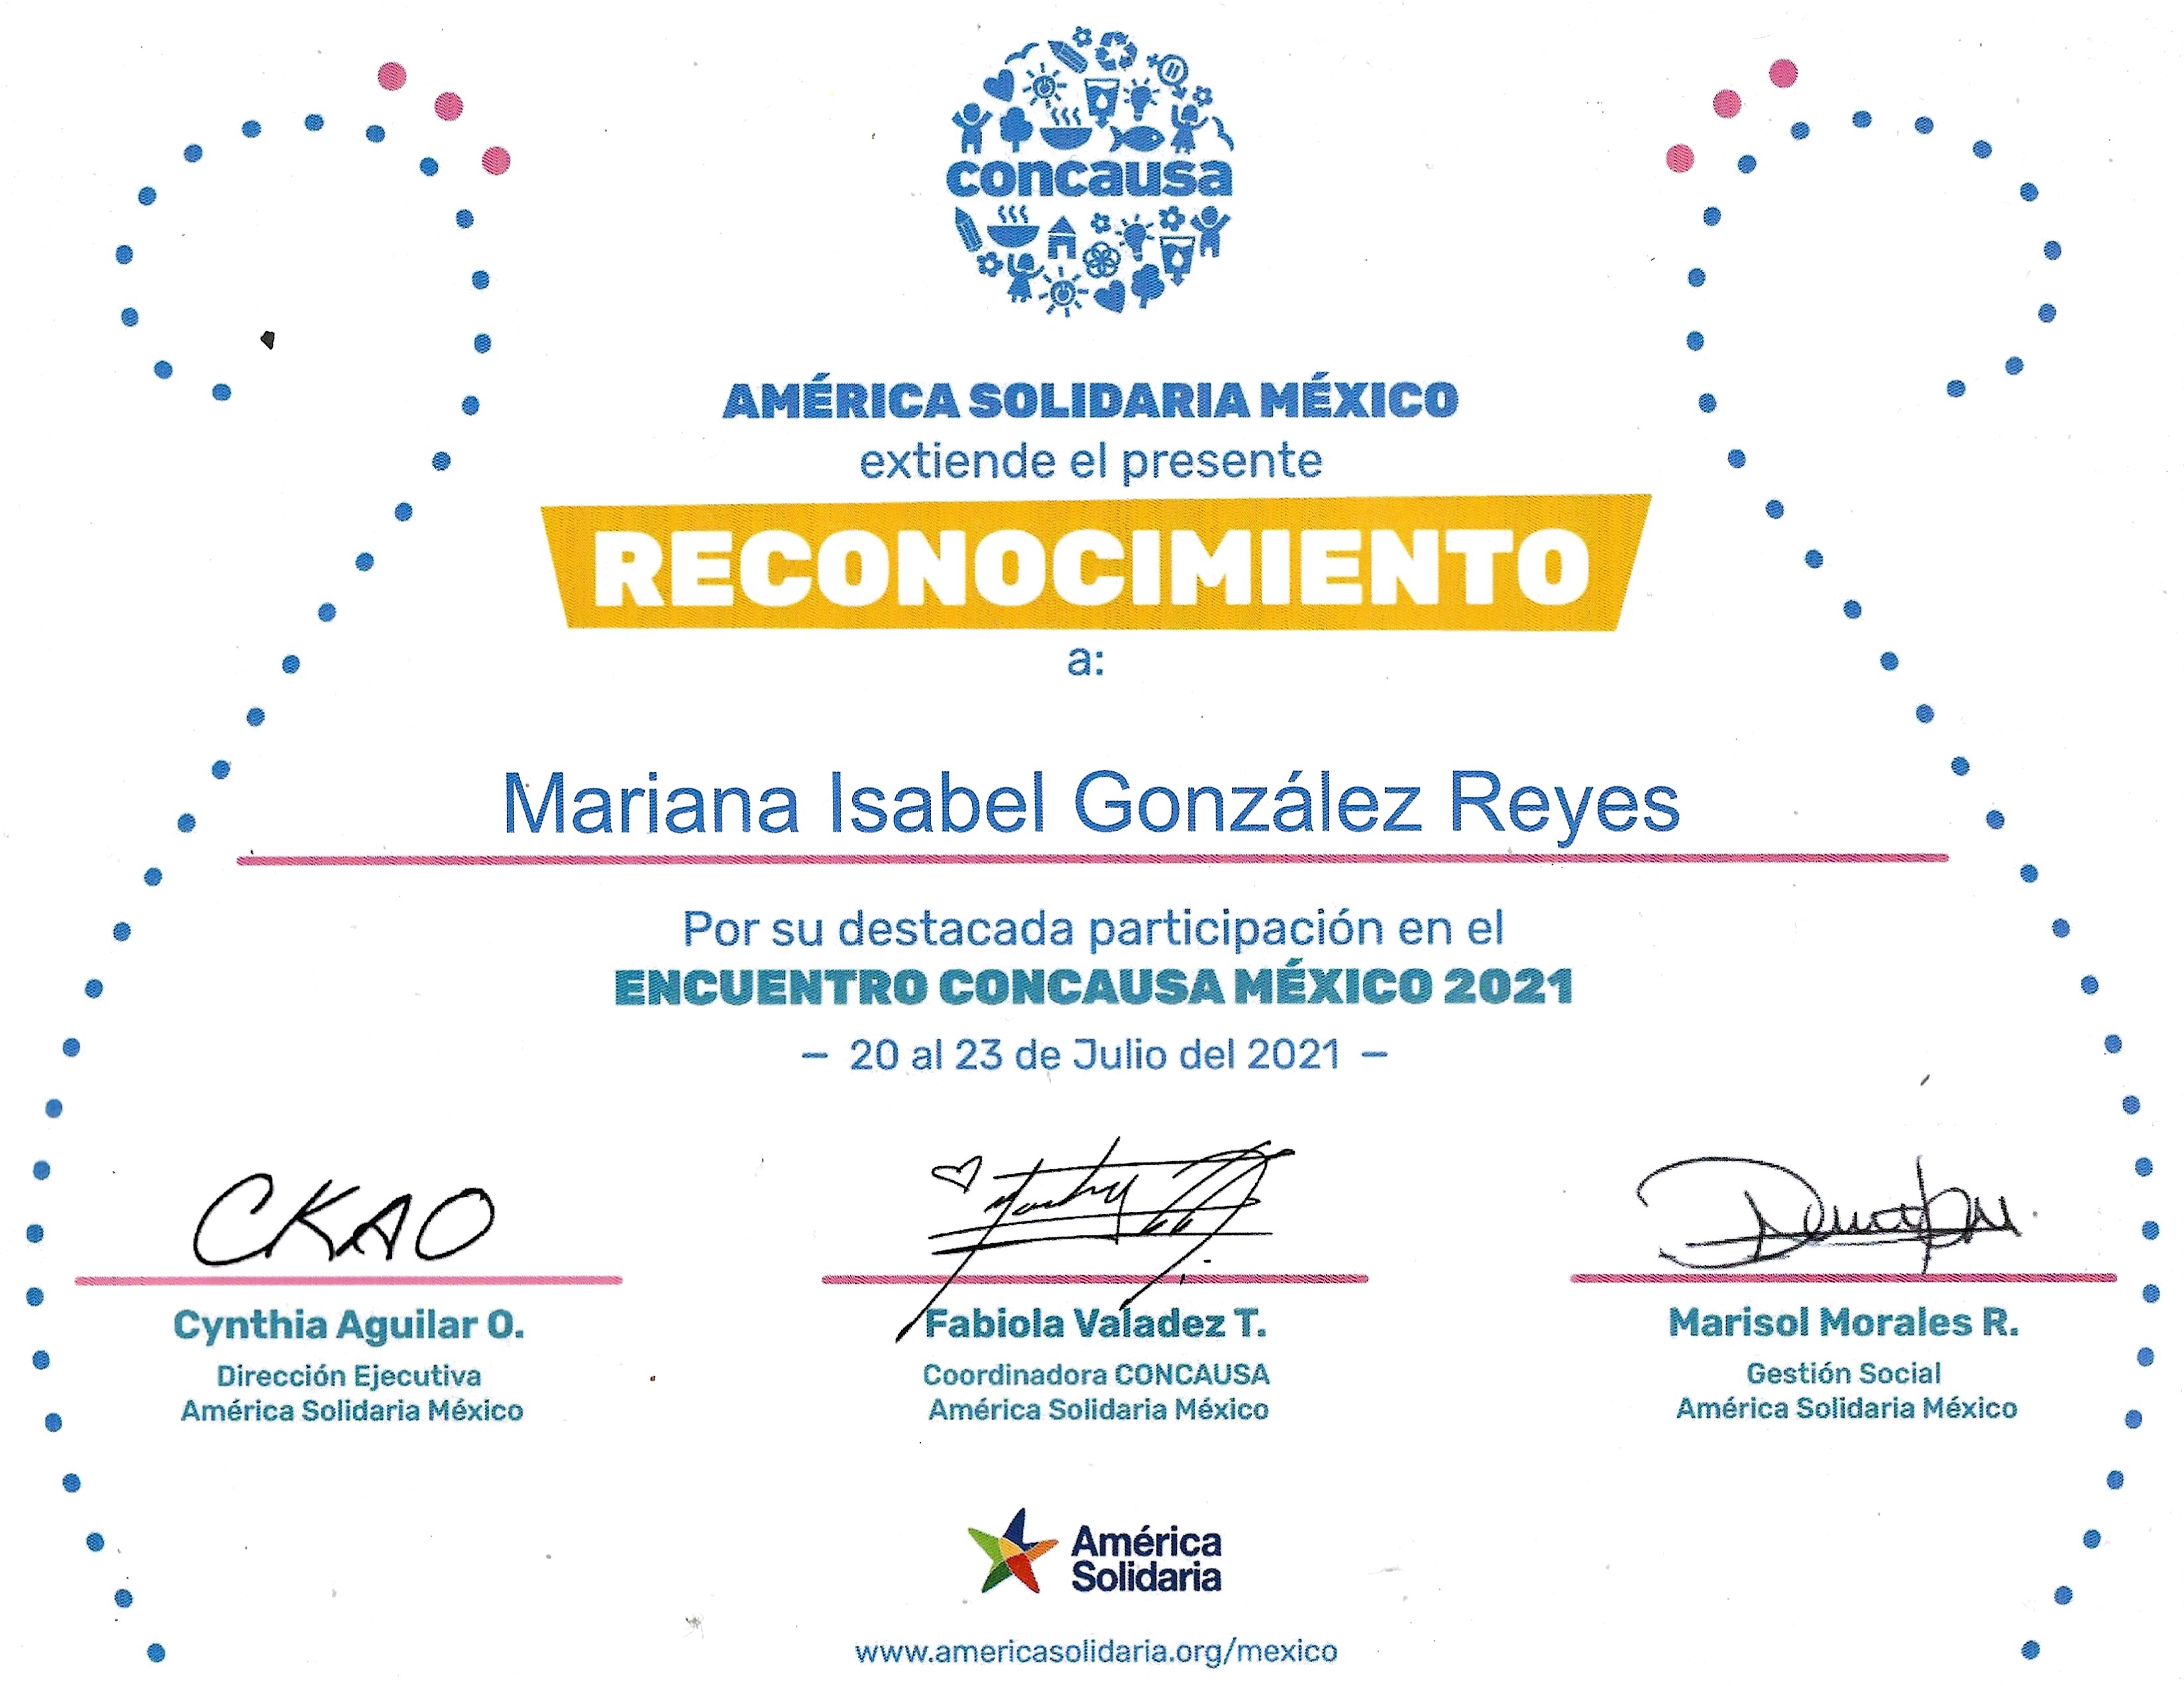 concausa
AMÉRICA SOLIDARIA MÉXICO
extiende el presente
RECONOCIMIENTO
a:
Mariana Isabel González Reyes
Por su destacada participación en el
ENCUENTRO CONCAUSA MÉXICO 2021
– 20 al 23 de Julio del 2021 –
CKAO
Cynthia Aguilar O.
Dirección Ejecutiva
América Solidaria México
Fabiola Valadez T.
Coordinadora CONCAUSA
América Solidaria México
Marisol Morales R.
Gestión Social
América Solidaria México
América
Solidaria
www.americasolidaria.org/mexico